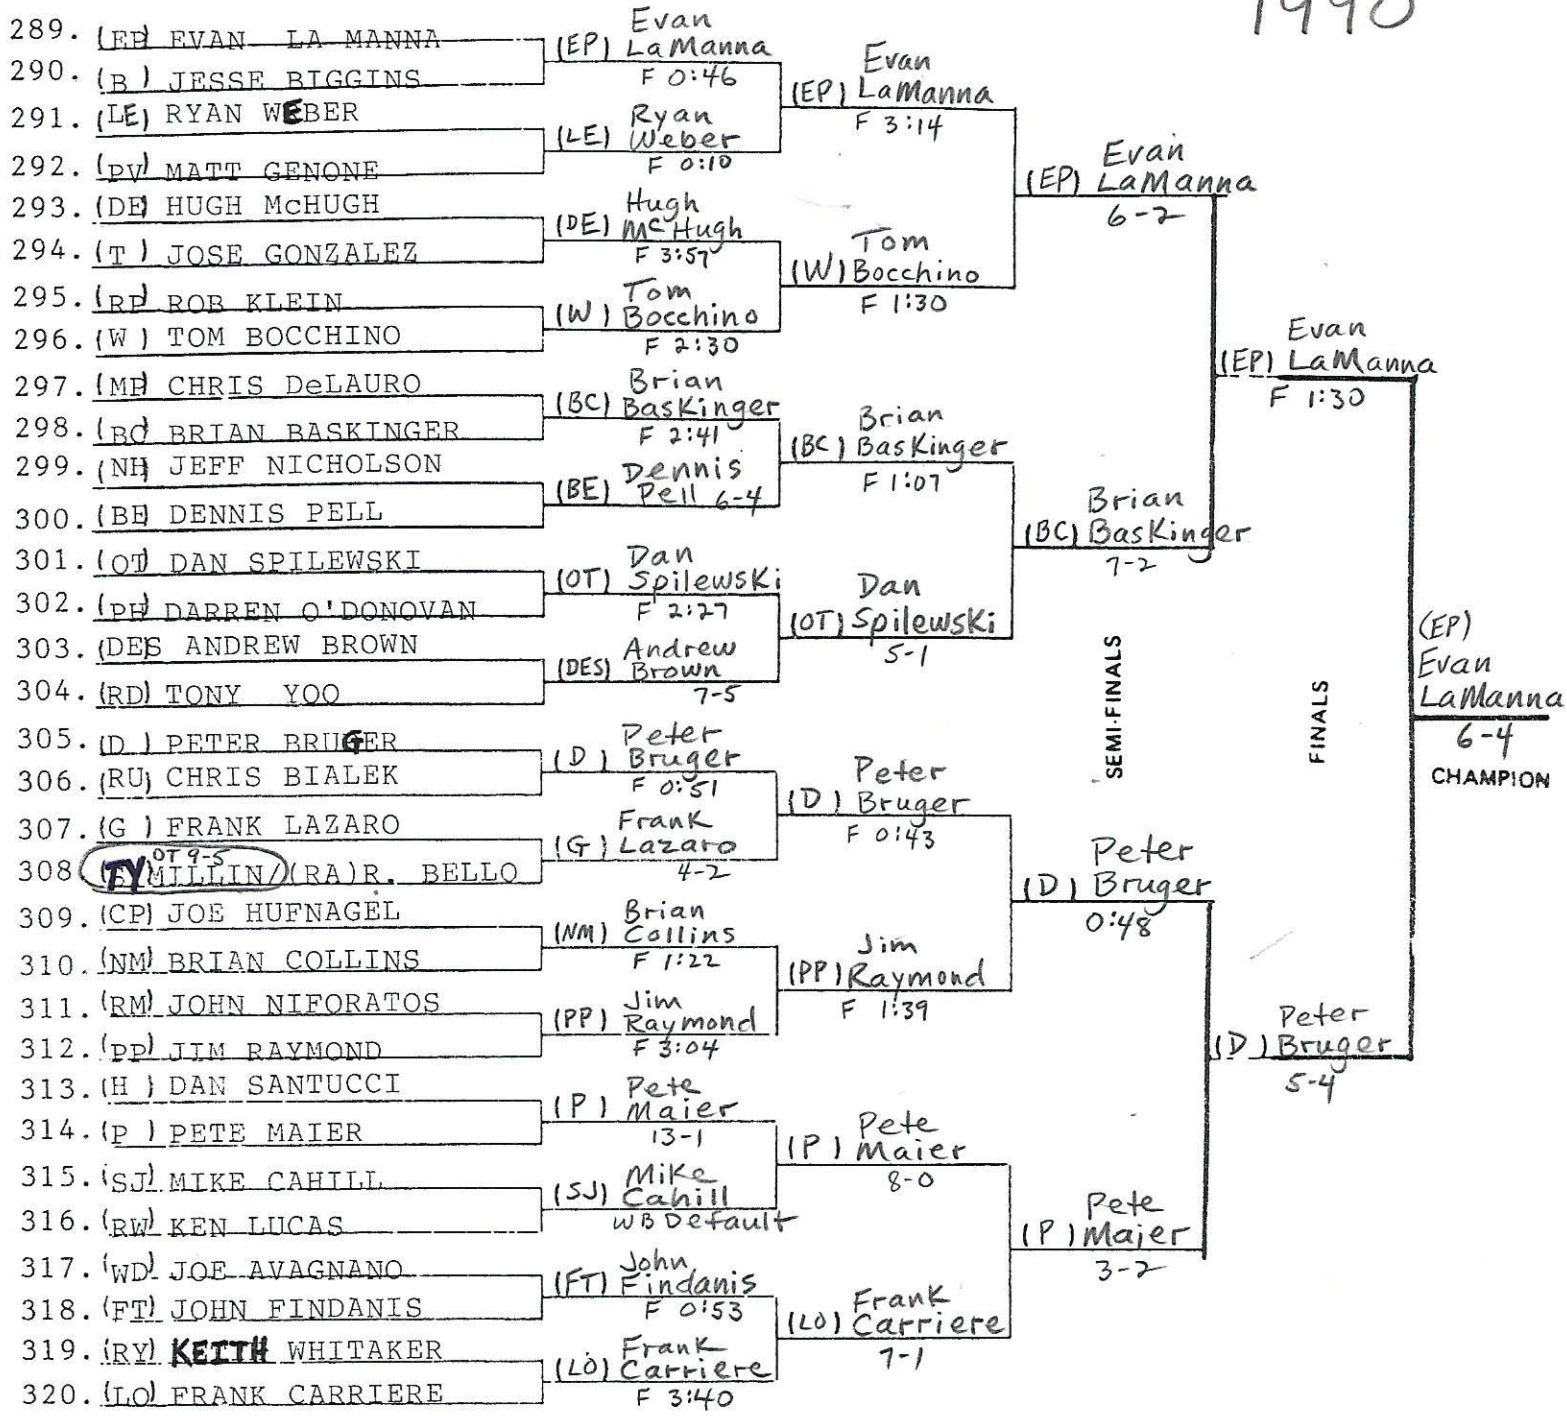 1990
289. (EP) EVAN LA MANNA
290. (B ) JESSE BIGGINS
291. (LE) RYAN WEBER
292. (PV) MATT GENONE
293. (DE) HUGH McHUGH
294. (T ) JOSE GONZALEZ
295. (RP) ROB KLEIN
296. (W ) TOM BOCCHINO
297. (MP) CHRIS DeLAURO
298. (BC) BRIAN BASKINGER
299. (NH) JEFF NICHOLSON
300. (BE) DENNIS PELL
301. (OT) DAN SPILEWSKI
302. (PH) DARREN O'DONOVAN
303. (DES ANDREW BROWN
304. (RD) TONY YOO
305. (D ) PETER BRUGER
306. (RU) CHRIS BIALEK
307. (G ) FRANK LAZARO
OT 9-5
308 TY MILLIN/(RA)R. BELLO
309. (CP) JOE HUFNAGEL
310. (NM) BRIAN COLLINS
311. (RM) JOHN NIFORATOS
312. (PP) JIM RAYMOND
313. (H ) DAN SANTUCCI
314. (P ) PETE MAIER
315. (SJ) MIKE CAHILL
316. (RW) KEN LUCAS
317. (WD) JOE AVAGNANO
318. (FT) JOHN FINDANIS
319. (RY) KEITH WHITAKER
320. (LO) FRANK CARRIERE
Evan
(EP) LaManna
F 0:46
Ryan
(LE) Weber
F 0:10
Hugh
(DE) McHugh
F 3:57
Tom
(W ) Bocchino
F 2:30
Brian
(BC) Baskinger
F 2:41
Dennis
(BE) Pell 6-4
Dan
(OT) Spilewski
F 2:27
Andrew
(DES) Brown
7-5
Peter
(D ) Bruger
F 0:51
Frank
(G ) Lazaro
4-2
Brian
(NM) Collins
F 1:22
Jim
(PP) Raymond
F 3:04
Pete
(P ) Maier
13-1
Mike
(SJ) Cahill
WB Default
John
(FT) Findanis
F 0:53
Frank
(LO) Carriere
F 3:40
Evan
(EP) LaManna
F 3:14
Tom
(W) Bocchino
F 1:30
Brian
(BC) Baskinger
F 1:07
Dan
(OT) Spilewski
5-1
Peter
(D ) Bruger
F 0:43
Jim
(PP) Raymond
F 1:39
Pete
(P ) Maier
8-0
Frank
(LO) Carriere
7-1
Evan
(EP) LaManna
6-2
Brian
(BC) Baskinger
7-2
SEMI-FINALS
Peter
(D ) Bruger
0:48
Pete
(P ) Maier
3-2
Evan
(EP) LaManna
F 1:30
FINALS
Peter
(D ) Bruger
5-4
(EP)
Evan
LaManna
6-4
CHAMPION